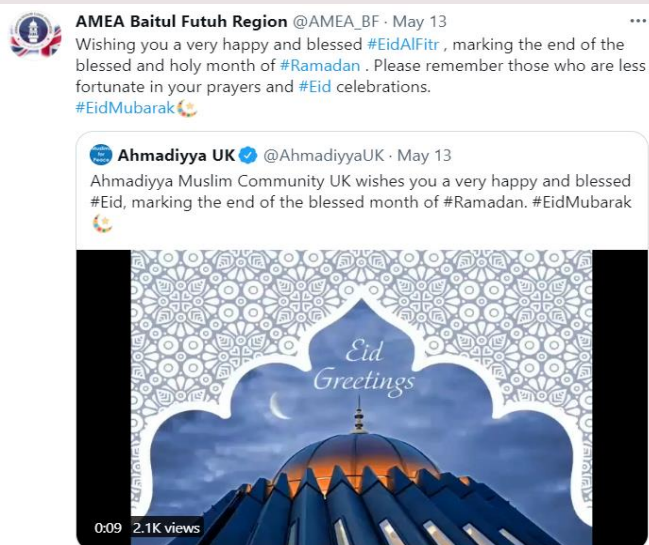 AMEA Baitul Futuh Region @AMEA_BF · May 13
Wishing you a very happy and blessed #EidAlFitr , marking the end of the
blessed and holy month of #Ramadan . Please remember those who are less
fortunate in your prayers and #Eid celebrations.
#EidMubarak
Muslims for Peace
Ahmadiyya UK @AhmadiyyaUK · May 13
Ahmadiyya Muslim Community UK wishes you a very happy and blessed
#Eid, marking the end of the blessed month of #Ramadan. #EidMubarak
Eid
Greetings
0:09 2.1K views